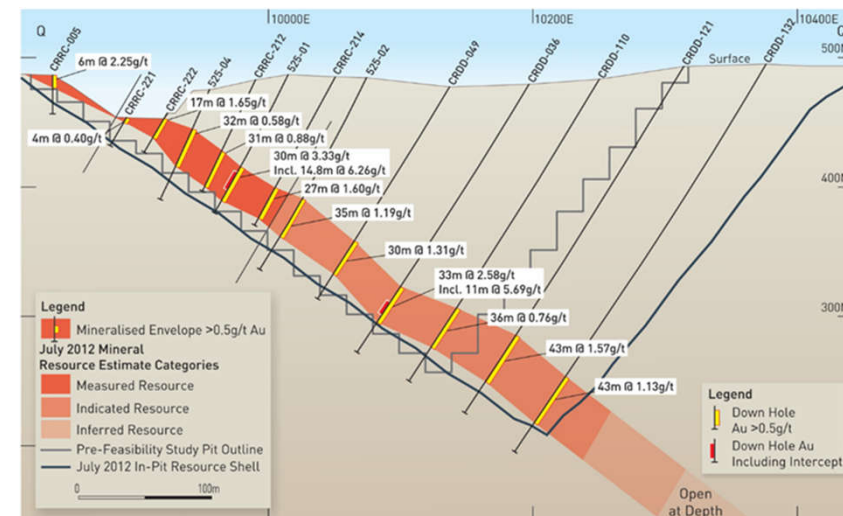 10000E
10200E
10400E
Q
Q
CRRC-005
CRRC-221
CRRC-222
525-04
CRRC-212
525-01
CRRC-214
525-02
CRDD-049
CRDD-036
CRDD-110
CRDD-121
CRDD-132
Surface
500M
400M
300M
6m @ 2.25g/t
4m @ 0.40g/t
17m @ 1.65g/t
32m @ 0.58g/t
31m @ 0.88g/t
30m @ 3.33g/t
Incl. 14.8m @ 6.26g/t
27m @ 1.60g/t
35m @ 1.19g/t
30m @ 1.31g/t
33m @ 2.58g/t
Incl. 11m @ 5.69g/t
36m @ 0.76g/t
43m @ 1.57g/t
43m @ 1.13g/t
Legend
Mineralised Envelope >0.5g/t Au
July 2012 Mineral
Resource Estimate Categories
Measured Resource
Indicated Resource
Inferred Resource
Pre-Feasibility Study Pit Outline
July 2012 In-Pit Resource Shell
0
100m
Legend
Down Hole
Au >0.5g/t
Down Hole Au
Including Intercept
Open
at Depth